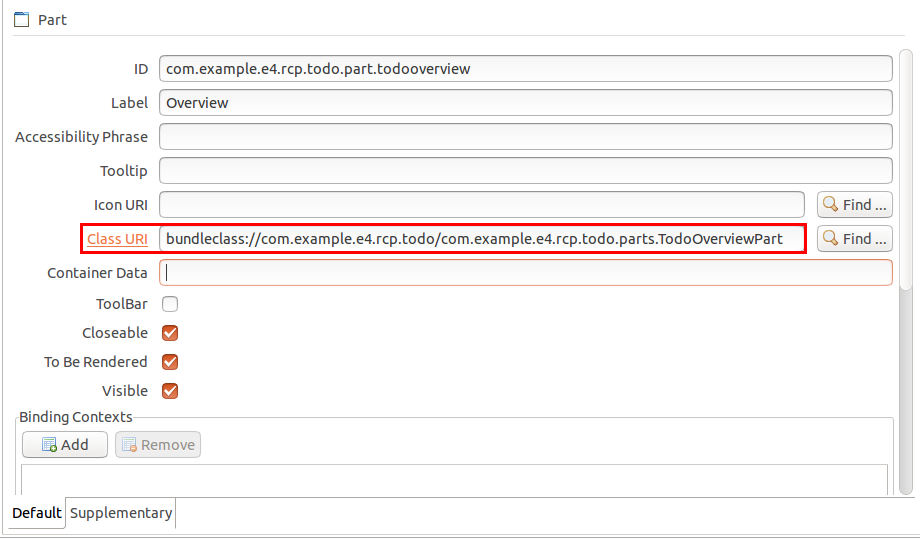 Part
ID com.example.e4.rcp.todo.part.todooverview
Label Overview
Accessibility Phrase
Tooltip
Icon URI Find ...
Class URI bundleclass://com.example.e4.rcp.todo/com.example.e4.rcp.todo.parts.TodoOverviewPart Find ...
Container Data
ToolBar
Closeable
To Be Rendered
Visible
Binding Contexts
Add Remove
Default Supplementary